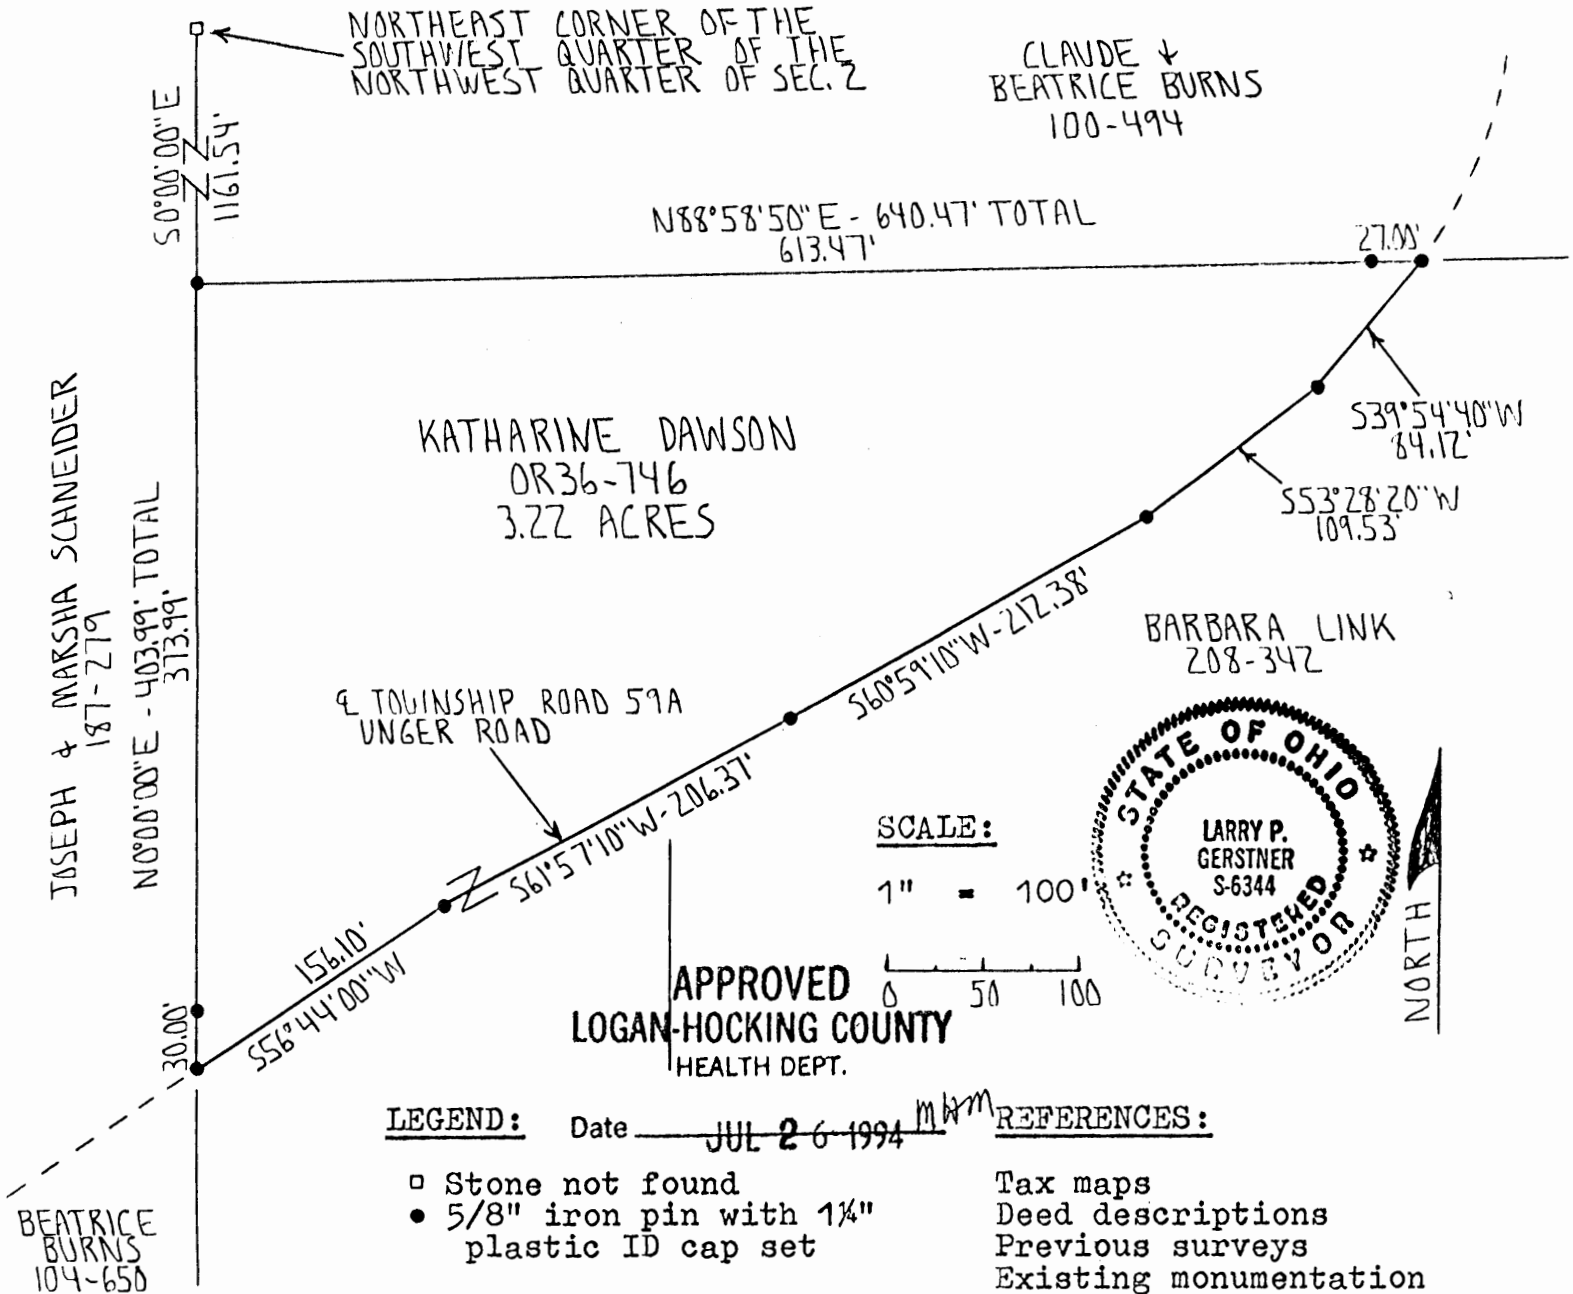 NORTHEAST CORNER OF THE
SOUTHWEST QUARTER OF THE
NORTHWEST QUARTER OF SEC. 2
CLAUDE &
BEATRICE BURNS
100-494
S0°00'00"E
1161.54'
N88°58'50"E - 640.47' TOTAL
613.47'
27.00'
S39°54'40"W
84.12'
S53°28'20"W
109.53'
KATHARINE DAWSON
OR36-746
3.22 ACRES
JOSEPH & MARSHA SCHNEIDER
187-279
N0°00'00"E - 403.99' TOTAL
373.99'
S60°59'10"W-212.38'
BARBARA LINK
208-342
℄ TOWNSHIP ROAD 59A
UNGER ROAD
S61°57'10"W-206.37'
SCALE:
1" = 100'
0 50 100
STATE OF OHIO
LARRY P.
GERSTNER
S-6344
REGISTERED
SURVEYOR
NORTH
156.10'
S56°44'00"W
30.00'
APPROVED
LOGAN-HOCKING COUNTY
HEALTH DEPT.
Date JUL 26 1994 MHM
LEGEND:
□ Stone not found
● 5/8" iron pin with 1¼"
plastic ID cap set
REFERENCES:
Tax maps
Deed descriptions
Previous surveys
Existing monumentation
BEATRICE
BURNS
104-650